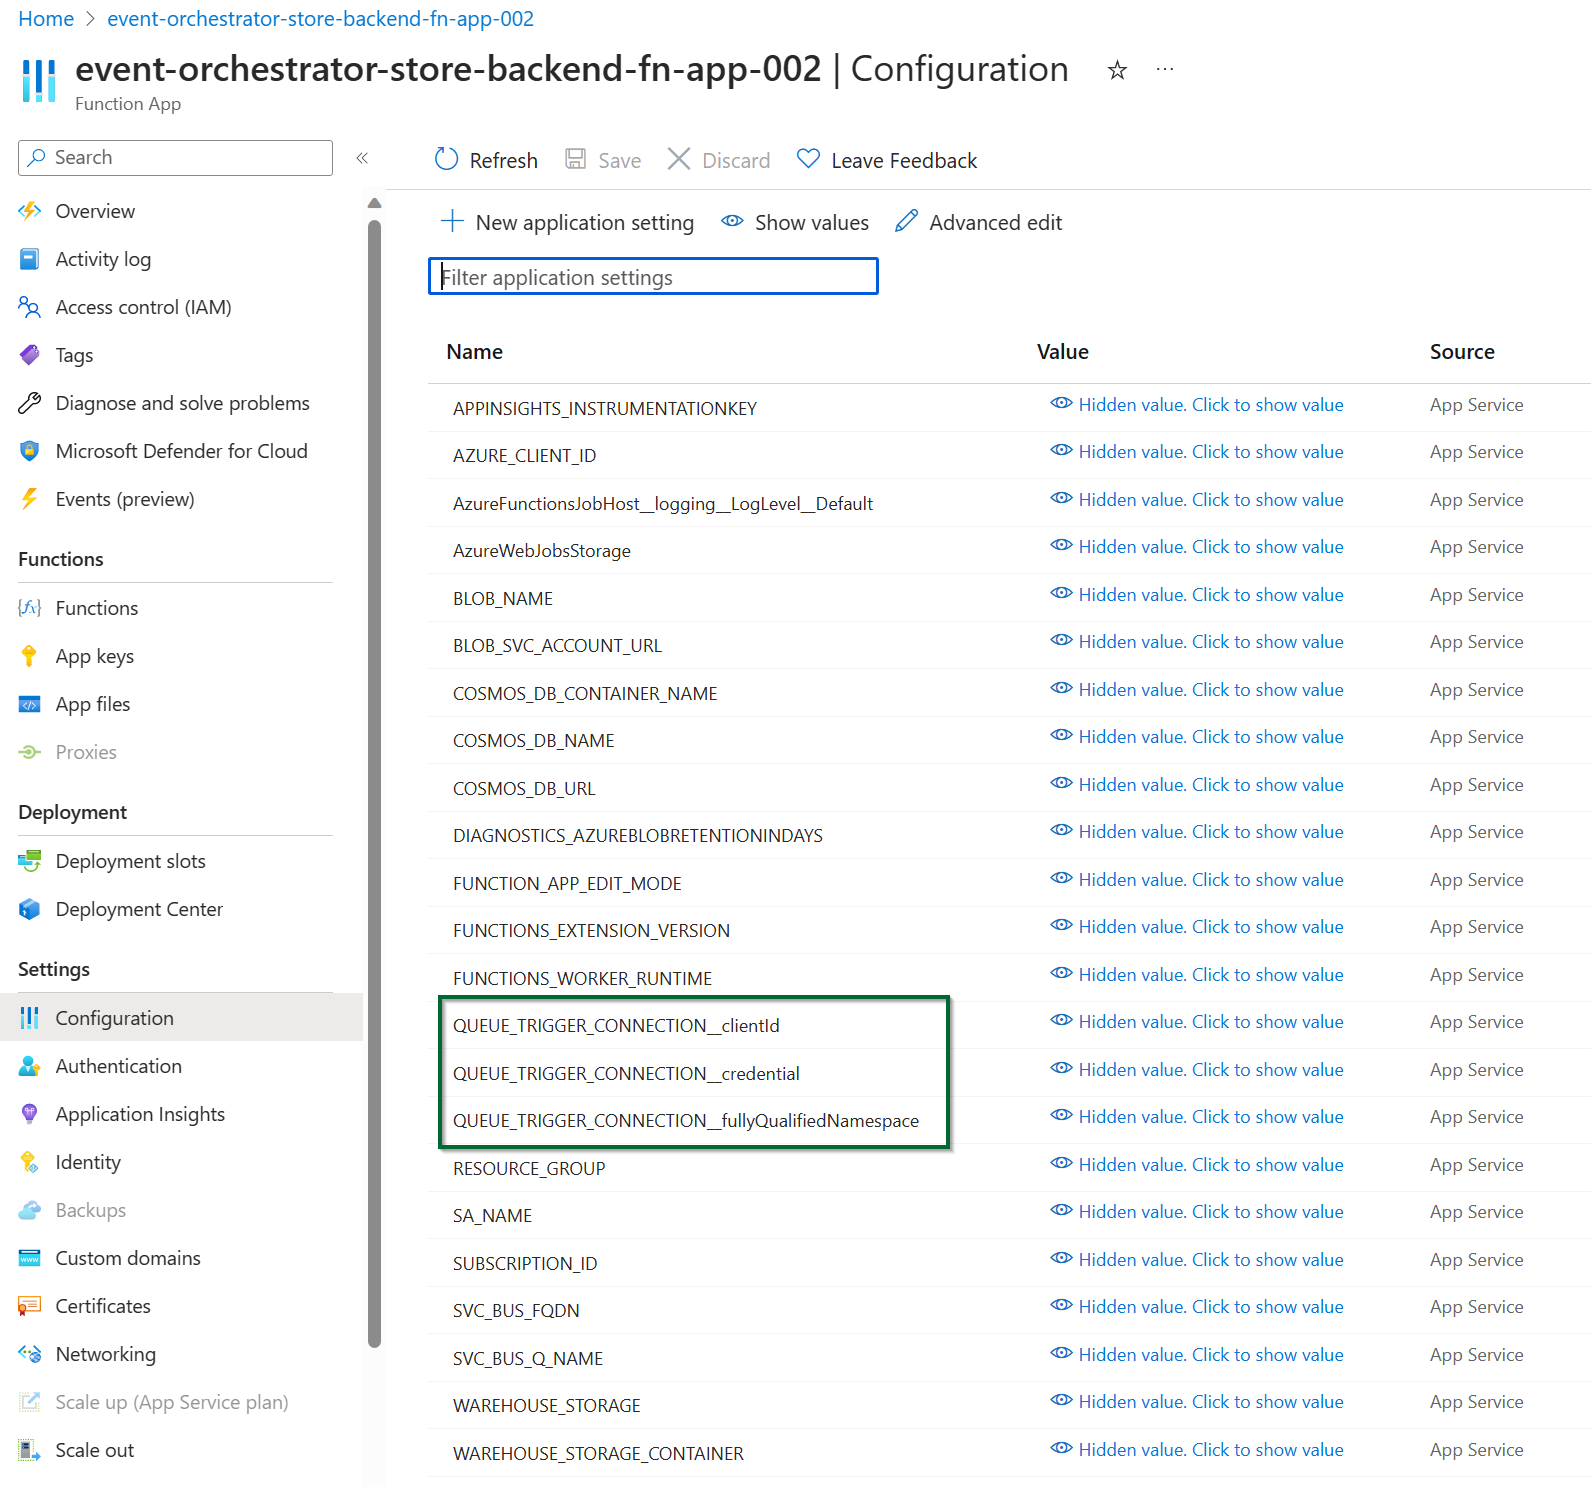 Home > event-orchestrator-store-backend-fn-app-002
event-orchestrator-store-backend-fn-app-002 | Configuration
Function App
Search
Refresh Save Discard Leave Feedback
Overview
Activity log
Access control (IAM)
Tags
Diagnose and solve problems
Microsoft Defender for Cloud
Events (preview)
Functions
Functions
App keys
App files
Proxies
Deployment
Deployment slots
Deployment Center
Settings
Configuration
Authentication
Application Insights
Identity
Backups
Custom domains
Certificates
Networking
Scale up (App Service plan)
Scale out
New application setting Show values Advanced edit
Filter application settings
Name Value Source
APPINSIGHTS_INSTRUMENTATIONKEY Hidden value. Click to show value App Service
AZURE_CLIENT_ID Hidden value. Click to show value App Service
AzureFunctionsJobHost__logging__LogLevel__Default Hidden value. Click to show value App Service
AzureWebJobsStorage Hidden value. Click to show value App Service
BLOB_NAME Hidden value. Click to show value App Service
BLOB_SVC_ACCOUNT_URL Hidden value. Click to show value App Service
COSMOS_DB_CONTAINER_NAME Hidden value. Click to show value App Service
COSMOS_DB_NAME Hidden value. Click to show value App Service
COSMOS_DB_URL Hidden value. Click to show value App Service
DIAGNOSTICS_AZUREBLOBRETENTIONINDAYS Hidden value. Click to show value App Service
FUNCTION_APP_EDIT_MODE Hidden value. Click to show value App Service
FUNCTIONS_EXTENSION_VERSION Hidden value. Click to show value App Service
FUNCTIONS_WORKER_RUNTIME Hidden value. Click to show value App Service
QUEUE_TRIGGER_CONNECTION__clientId Hidden value. Click to show value App Service
QUEUE_TRIGGER_CONNECTION__credential Hidden value. Click to show value App Service
QUEUE_TRIGGER_CONNECTION__fullyQualifiedNamespace Hidden value. Click to show value App Service
RESOURCE_GROUP Hidden value. Click to show value App Service
SA_NAME Hidden value. Click to show value App Service
SUBSCRIPTION_ID Hidden value. Click to show value App Service
SVC_BUS_FQDN Hidden value. Click to show value App Service
SVC_BUS_Q_NAME Hidden value. Click to show value App Service
WAREHOUSE_STORAGE Hidden value. Click to show value App Service
WAREHOUSE_STORAGE_CONTAINER Hidden value. Click to show value App Service